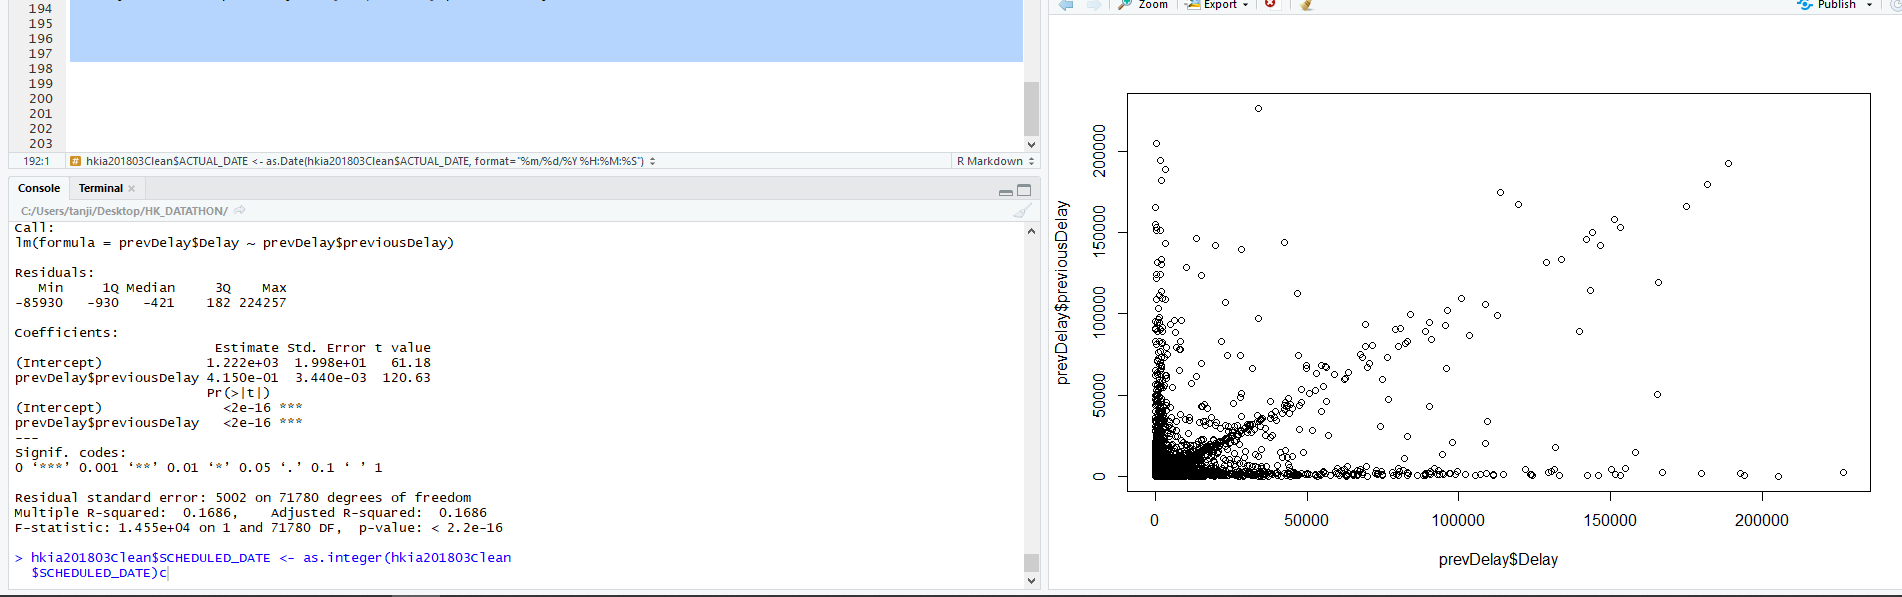 194
195
196
197
198
199
200
201
202
203
192:1 # hkia201803Clean$ACTUAL_DATE <- as.Date(hkia201803Clean$ACTUAL_DATE, format="%m/%d/%Y %H:%M:%S") R Markdown
Console Terminal ×
C:/Users/tanji/Desktop/HK_DATATHON/
Call:
lm(formula = prevDelay$Delay ~ prevDelay$previousDelay)
Residuals:
Min 1Q Median 3Q Max
-85930 -930 -421 182 224257
Coefficients:
Estimate Std. Error t value
(Intercept) 1.222e+03 1.998e+01 61.18
prevDelay$previousDelay 4.150e-01 3.440e-03 120.63
Pr(>|t|)
(Intercept) <2e-16 ***
prevDelay$previousDelay <2e-16 ***
---
Signif. codes:
0 ‘***’ 0.001 ‘**’ 0.01 ‘*’ 0.05 ‘.’ 0.1 ‘ ’ 1
Residual standard error: 5002 on 71780 degrees of freedom
Multiple R-squared: 0.1686, Adjusted R-squared: 0.1686
F-statistic: 1.455e+04 on 1 and 71780 DF, p-value: < 2.2e-16
> hkia201803Clean$SCHEDULED_DATE <- as.integer(hkia201803Clean
$SCHEDULED_DATE)c
Zoom Export Publish
prevDelay$previousDelay
200000
150000
100000
50000
0
0 50000 100000 150000 200000
prevDelay$Delay